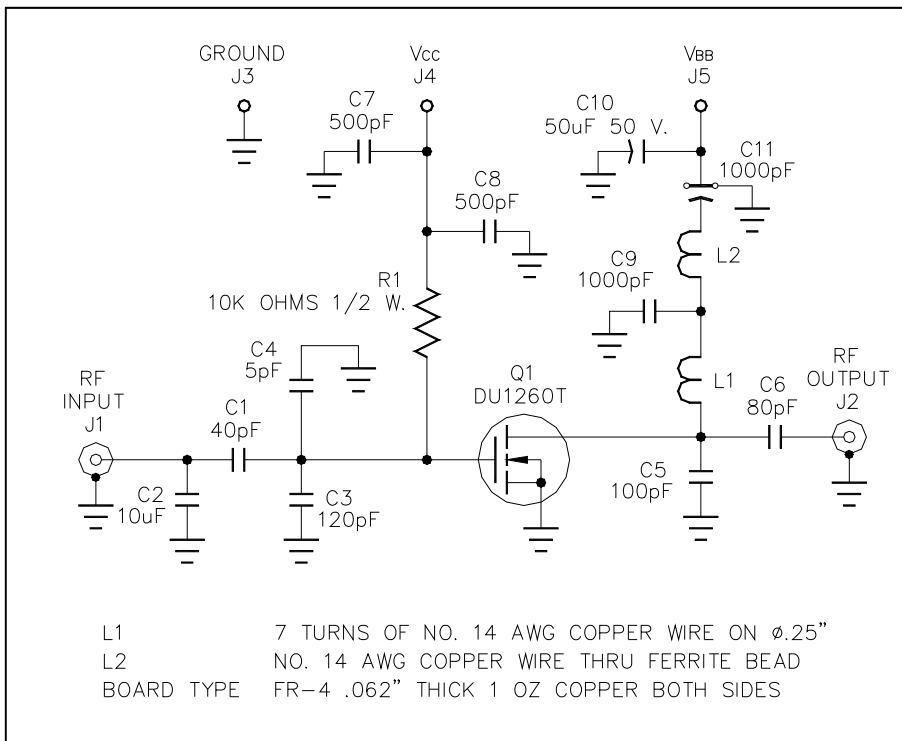 GROUND
J3
Vcc
J4
VBB
J5
C7
500pF
C10
50uF 50 V.
C11
1000pF
C8
500pF
L2
C9
1000pF
R1
10K OHMS 1/2 W.
C4
5pF
Q1
DU1260T
L1
RF
INPUT
J1
C1
40pF
C6
80pF
RF
OUTPUT
J2
C2
10uF
C3
120pF
C5
100pF
L1 7 TURNS OF NO. 14 AWG COPPER WIRE ON ø.25”
L2 NO. 14 AWG COPPER WIRE THRU FERRITE BEAD
BOARD TYPE FR-4 .062” THICK 1 OZ COPPER BOTH SIDES